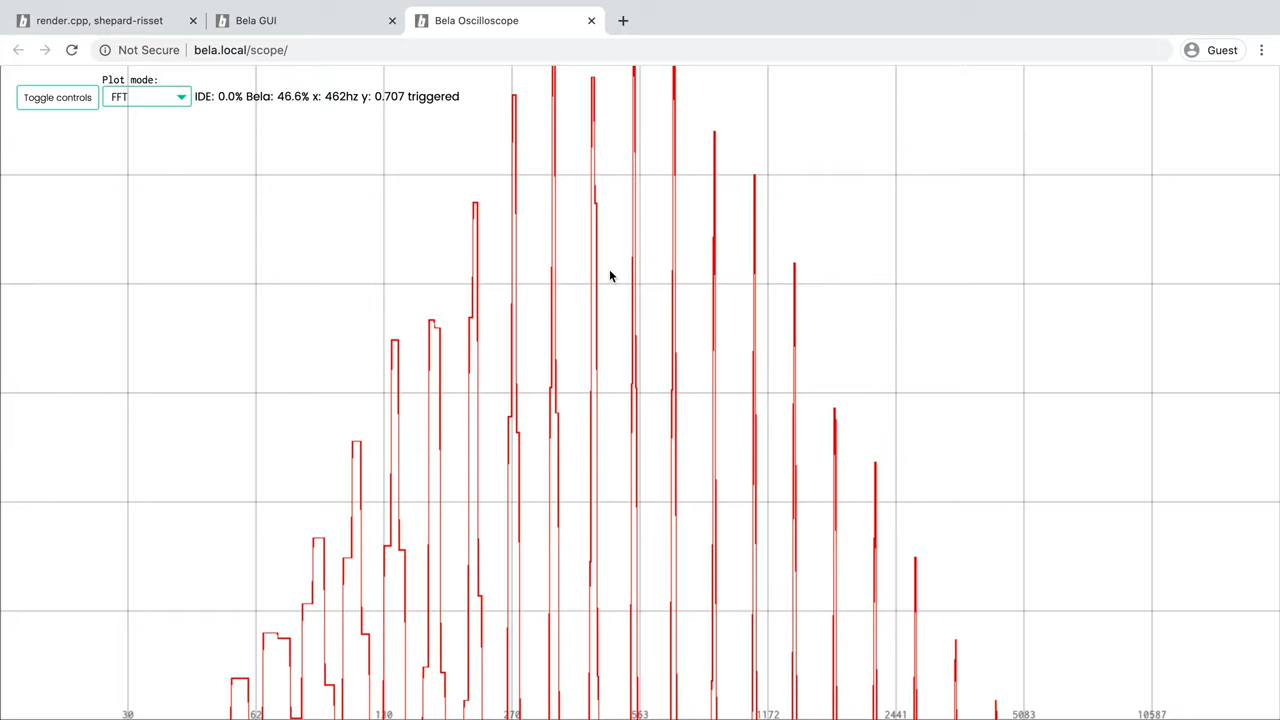 render.cpp, shepard-risset
Bela GUI
Bela Oscilloscope
Not Secure
bela.local/scope/
Guest
Plot mode:
Toggle controls
FFT
IDE: 0.0% Bela: 46.6% x: 462hz y: 0.707 triggered
30 62 130 270 563 1172 2441 5083 10587